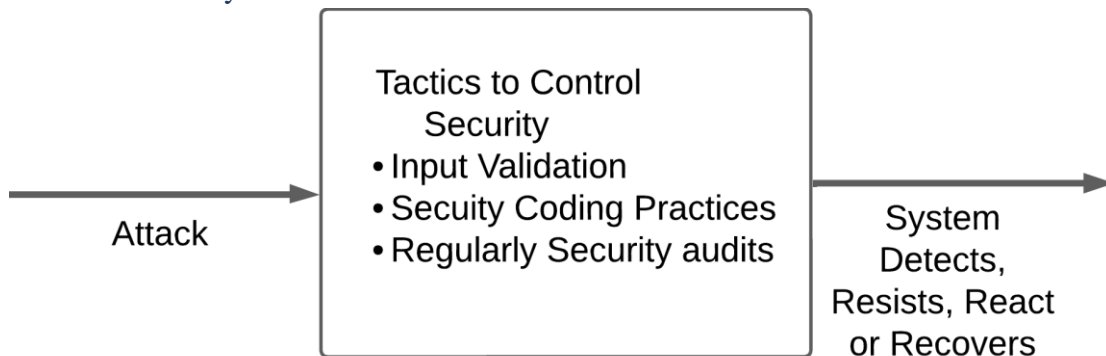 Tactics to Control
Security
• Input Validation
• Secuity Coding Practices
• Regularly Security audits
Attack
System
Detects,
Resists, React
or Recovers